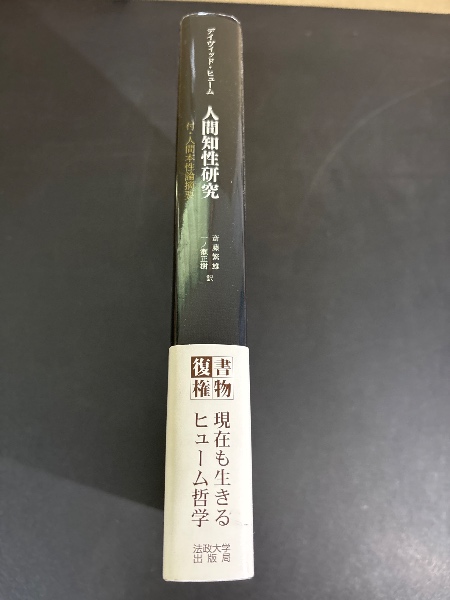 デイヴィッド・ヒューム
人間知性研究
付・人間本性論摘要
斎藤繁雄
一ノ瀬正樹 訳
書物
復権
現在も生きる
ヒューム哲学
法政大学
出版局